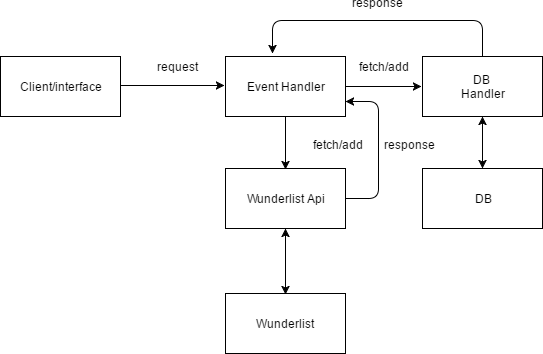 response
request
fetch/add
Client/interface
Event Handler
DB
Handler
fetch/add
response
Wunderlist Api
DB
Wunderlist